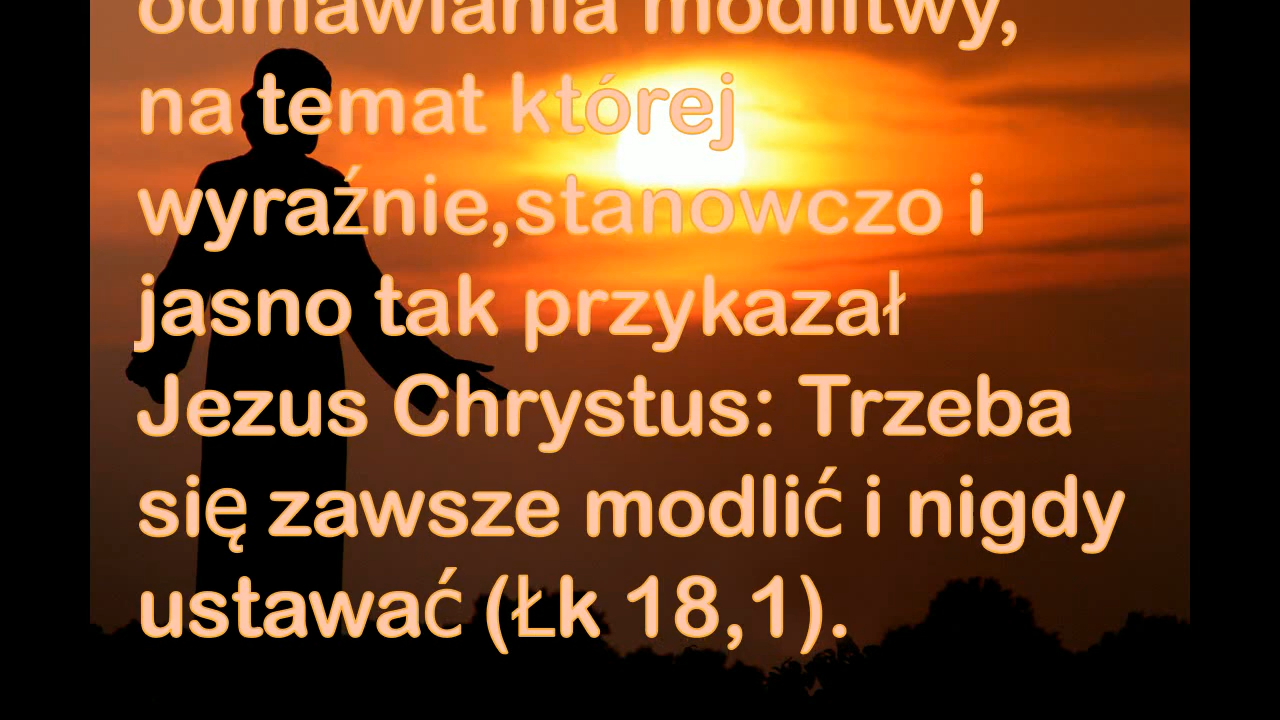 odmawiania modlitwy,
na temat której
wyraźnie,stanowczo i
jasno tak przykazał
Jezus Chrystus: Trzeba
się zawsze modlić i nigdy
ustawać (Łk 18,1).